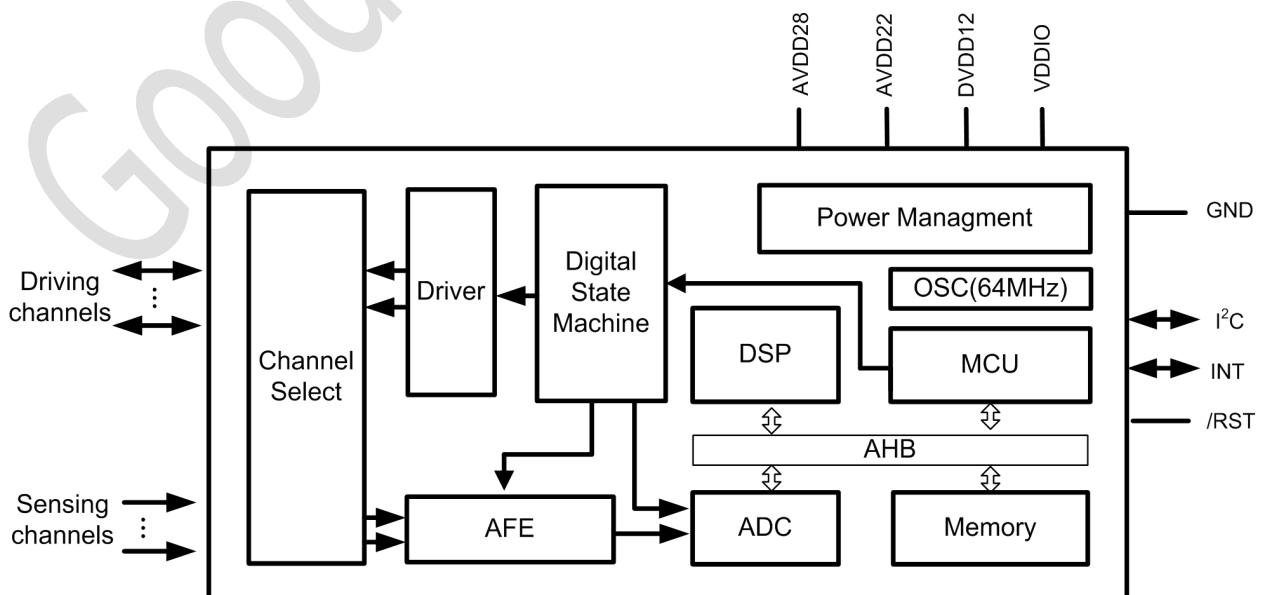 AVDD28
AVDD22
DVDD12
VDDIO
Power Managment
GND
Driving
channels
Driver
Digital
State
Machine
OSC(64MHz)
I²C
Channel
Select
DSP
MCU
INT
/RST
AHB
Sensing
channels
AFE
ADC
Memory